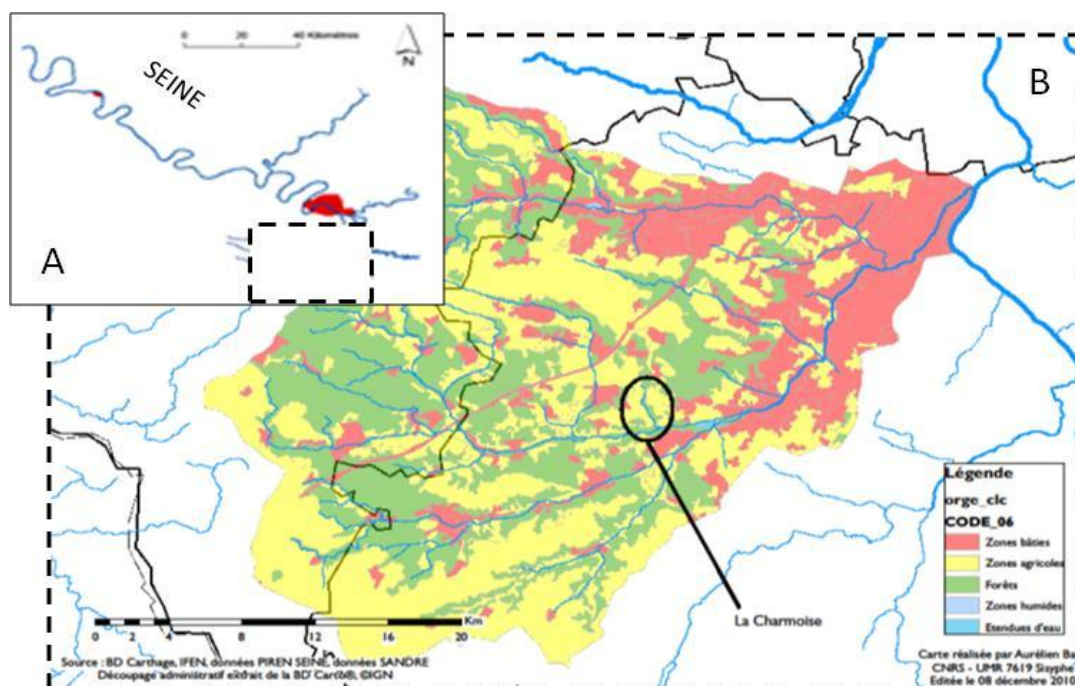 0 20 40 Kilomètres
N
SEINE
A
B
Légende
orge_clc
CODE_06
Zones bâties
Zones agricoles
Forêts
Zones humides
Etendues d'eau
La Charmoise
Km
0 2 4 8 12 16 20
Source : BD Carthage, IFEN, données PIREN SEINE, données SANDRE
Découpage administratif extrait de la BD Carto®, ©IGN
Carte réalisée par Aurélien Ba
CNRS - UMR 7619 Sisyphe
Editée le 08 décembre 2010